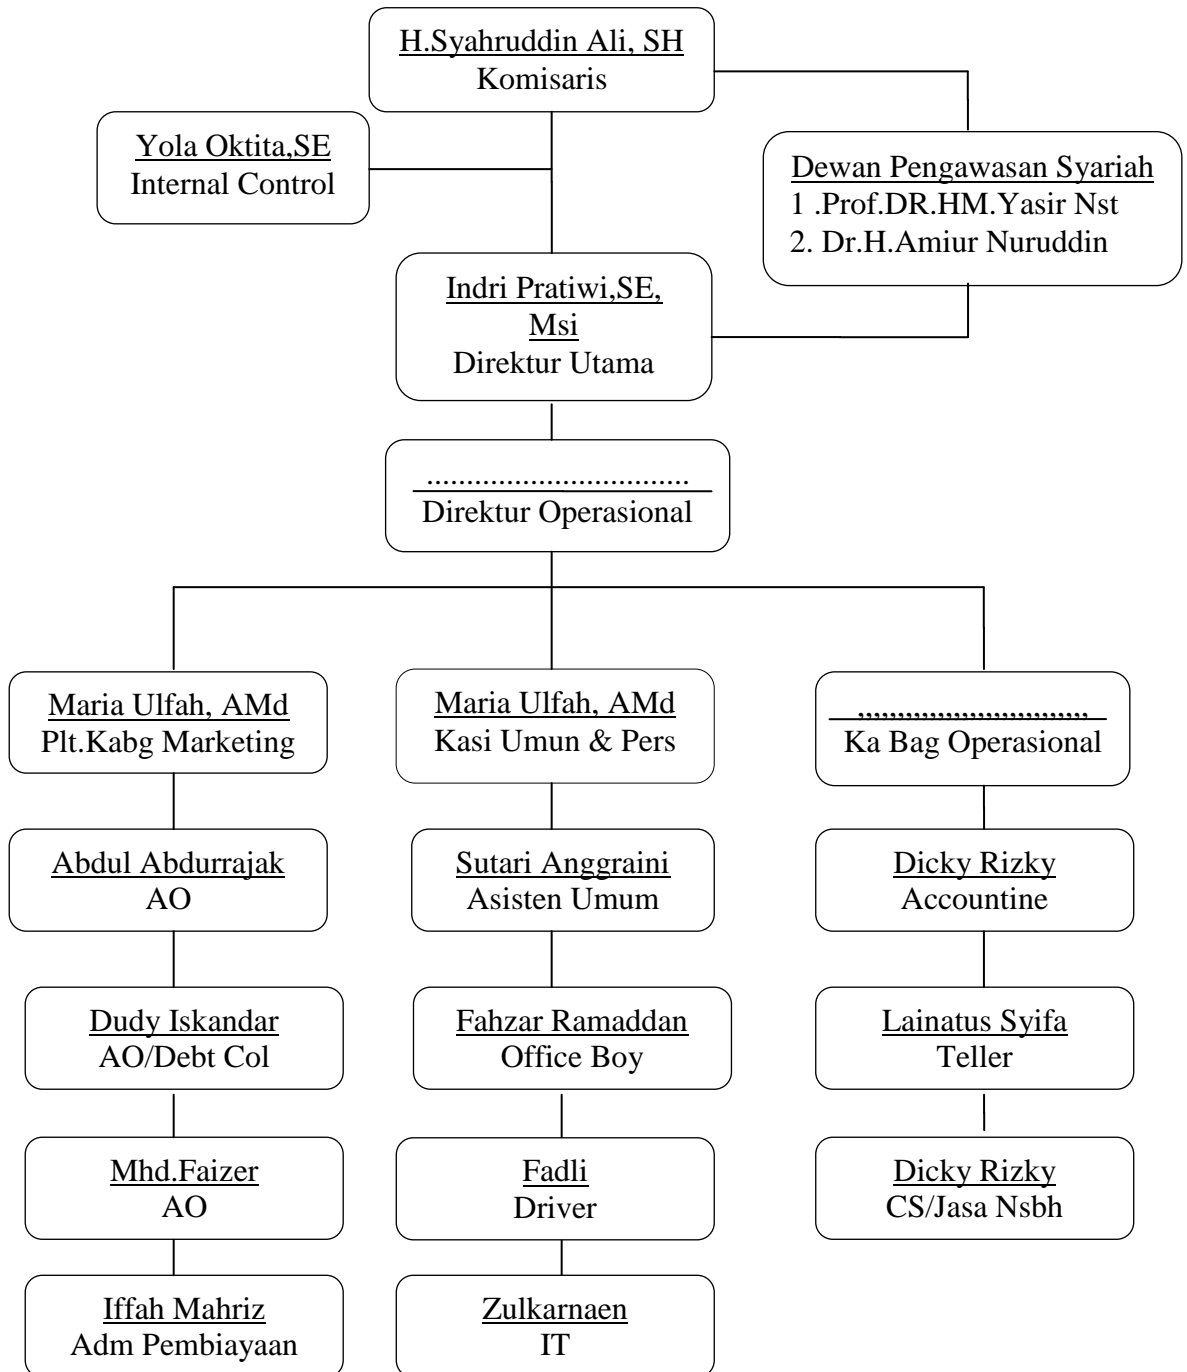 H.Syahruddin Ali, SH
Komisaris
Yola Oktita,SE
Internal Control
Dewan Pengawasan Syariah
1 .Prof.DR.HM.Yasir Nst
2. Dr.H.Amiur Nuruddin
Indri Pratiwi,SE,
Msi
Direktur Utama
.................................
Direktur Operasional
Maria Ulfah, AMd
Plt.Kabg Marketing
Maria Ulfah, AMd
Kasi Umun & Pers
,,,,,,,,,,,,,,,,,,,,,,,,,,,,,
Ka Bag Operasional
Abdul Abdurrajak
AO
Sutari Anggraini
Asisten Umum
Dicky Rizky
Accountine
Dudy Iskandar
AO/Debt Col
Fahzar Ramaddan
Office Boy
Lainatus Syifa
Teller
Mhd.Faizer
AO
Fadli
Driver
Dicky Rizky
CS/Jasa Nsbh
Iffah Mahriz
Adm Pembiayaan
Zulkarnaen
IT